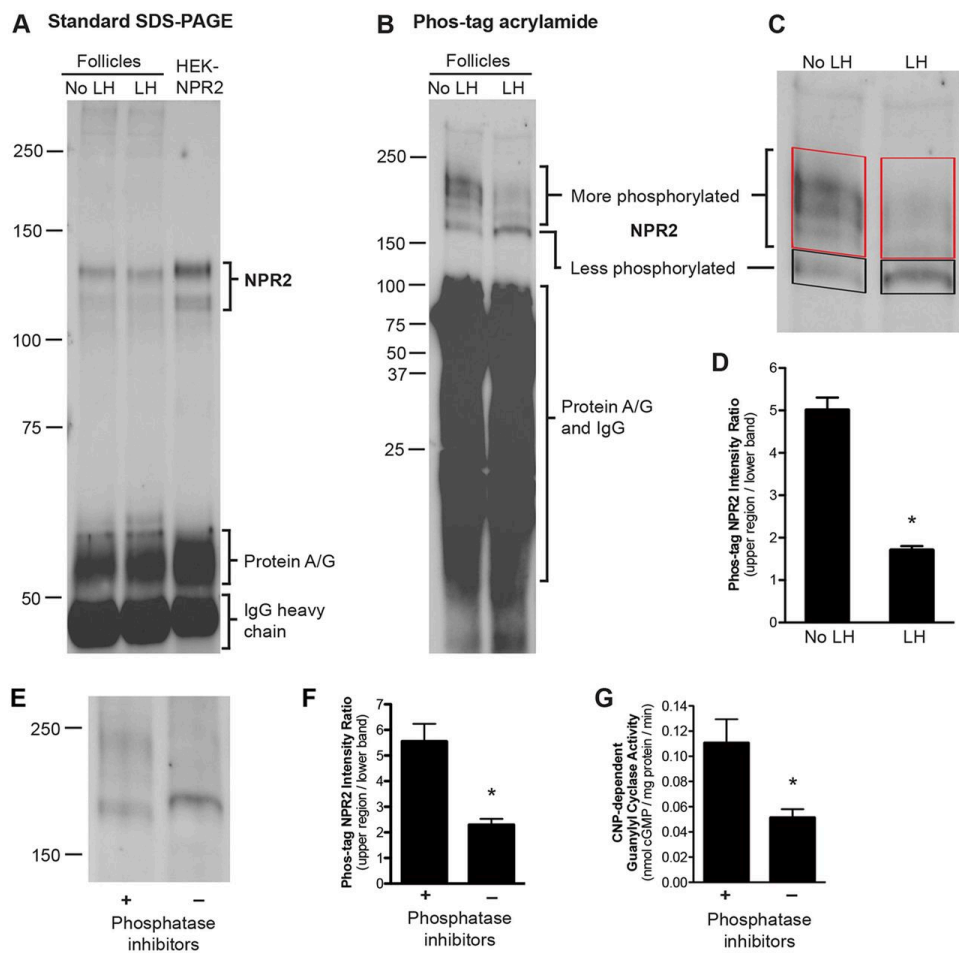 A Standard SDS-PAGE
Follicles
HEK-
NPR2
No LH
LH
250
150
100
75
50
NPR2
Protein A/G
IgG heavy
chain
B Phos-tag acrylamide
Follicles
No LH
LH
250
150
100
75
50
37
25
More phosphorylated
NPR2
Less phosphorylated
Protein A/G
and IgG
C
No LH
LH
D
Phos-tag NPR2 Intensity Ratio
(upper region / lower band)
6
5
4
3
2
1
0
*
No LH
LH
E
250
150
+
–
Phosphatase
inhibitors
F
Phos-tag NPR2 Intensity Ratio
(upper region / lower band)
7
6
5
4
3
2
1
0
*
+
–
Phosphatase
inhibitors
G
CNP-dependent
Guanylyl Cyclase Activity
(nmol cGMP / mg protein / min)
0.14
0.12
0.10
0.08
0.06
0.04
0.02
0.00
*
+
–
Phosphatase
inhibitors